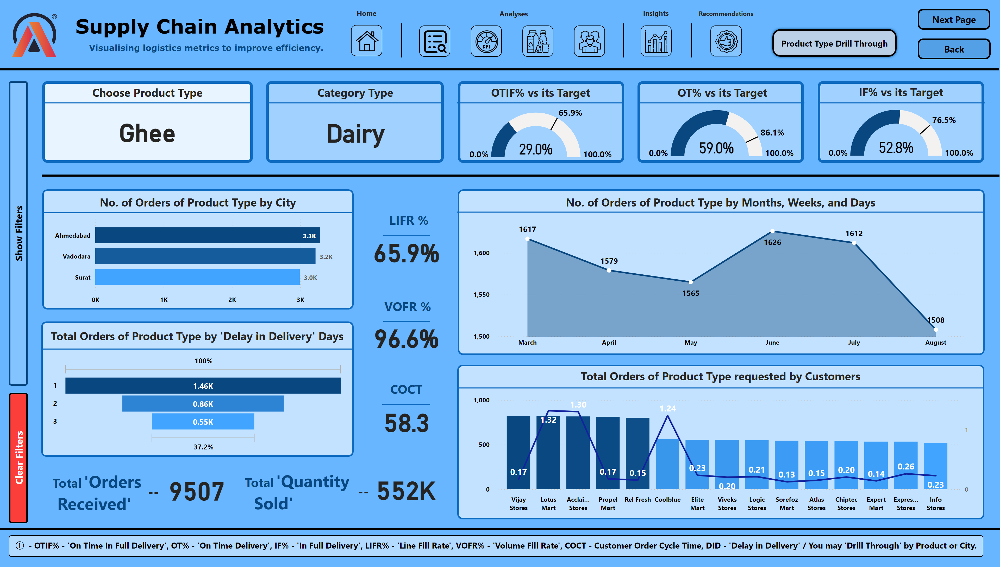 ®
Supply Chain Analytics
Visualising logistics metrics to improve efficiency.
Home
Analyses
KPI
Insights
Recommendations
Product Type Drill Through
Next Page
Back
Show Filters
Clear Filters
Choose Product Type
Ghee
Category Type
Dairy
OTIF% vs its Target
65.9%
29.0%
0.0%
100.0%
OT% vs its Target
86.1%
59.0%
0.0%
100.0%
IF% vs its Target
76.5%
52.8%
0.0%
100.0%
No. of Orders of Product Type by City
Ahmedabad 3.3K
Vadodara 3.2K
Surat 3.0K
0K 1K 2K 3K
LIFR %
65.9%
VOFR %
96.6%
COCT
58.3
No. of Orders of Product Type by Months, Weeks, and Days
1617
1579
1565
1626
1612
1508
1,600
1,550
1,500
March April May June July August
Total Orders of Product Type by 'Delay in Delivery' Days
100%
1 1.46K
2 0.86K
3 0.55K
37.2%
Total 'Orders
Received'
-- 9507
Total 'Quantity
Sold'
-- 552K
Total Orders of Product Type requested by Customers
1,000
500
0
1
0
0.17 1.32 1.30 0.17 0.15 1.24 0.23 0.20 0.21 0.13 0.15 0.20 0.14 0.26 0.23
Vijay Lotus Acclai... Propel Rel Fresh Coolblue Elite Viveks Logic Sorefoz Atlas Chiptec Expert Expres... Info
Stores Mart Stores Mart Mart Stores Stores Mart Stores Stores Mart Stores Stores
ⓘ - OTIF% - 'On Time In Full Delivery', OT% - 'On Time Delivery', IF% - 'In Full Delivery', LIFR% - 'Line Fill Rate', VOFR% - 'Volume Fill Rate', COCT - Customer Order Cycle Time, DID - 'Delay in Delivery' / You may 'Drill Through' by Product or City.